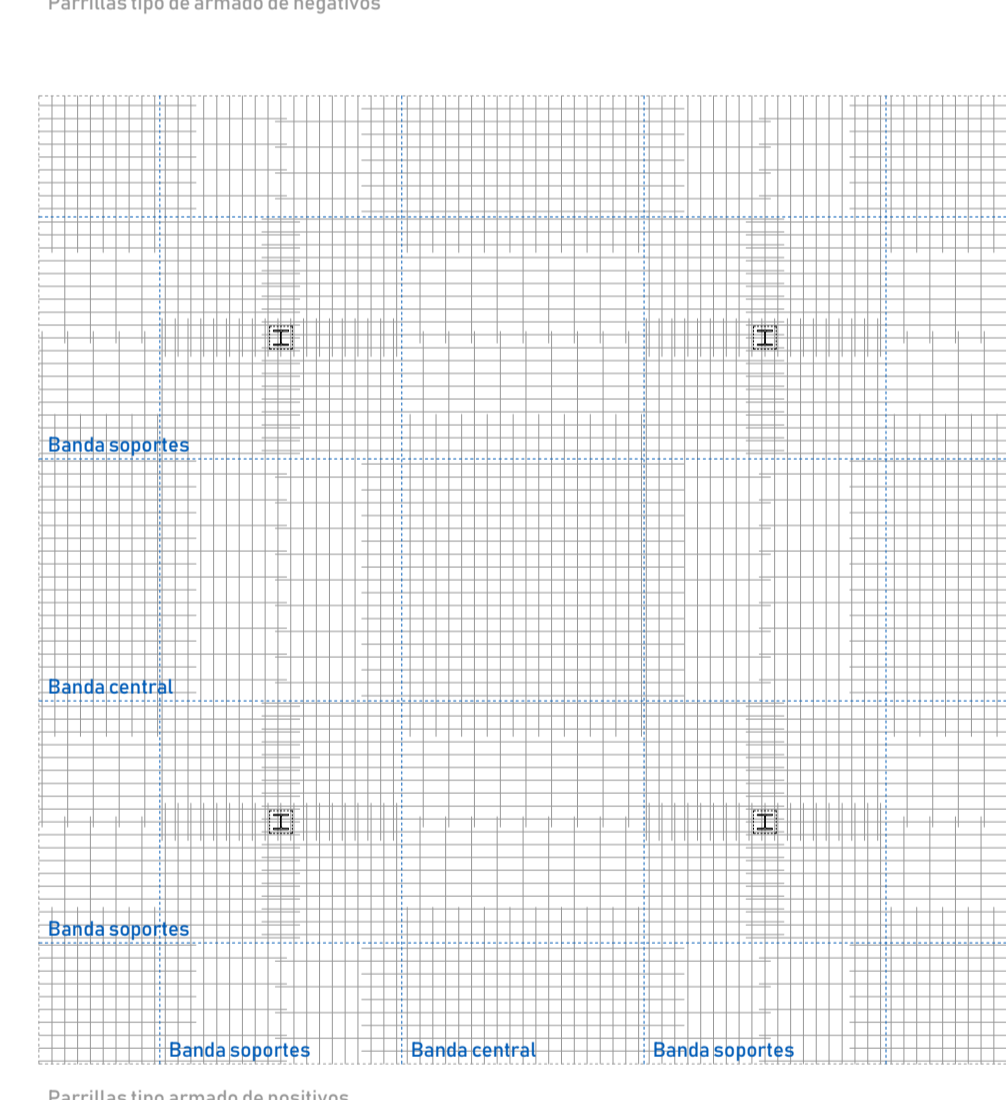 Parrillas tipo de armado de negativos
Banda soportes
Banda central
Banda soportes
Banda soportes
Banda central
Banda soportes
Parrillas tipo armado de positivos